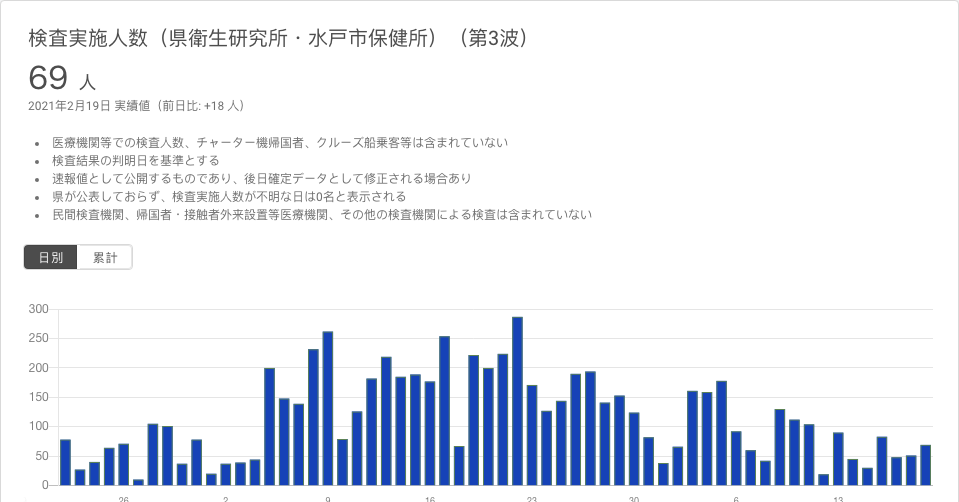 検査実施人数（県衛生研究所・水戸市保健所）（第3波）
69 人
2021年2月19日 実績値（前日比: +18 人）
医療機関等での検査人数、チャーター機帰国者、クルーズ船乗客等は含まれていない
検査結果の判明日を基準とする
速報値として公開するものであり、後日確定データとして修正される場合あり
県が公表しておらず、検査実施人数が不明な日は0名と表示される
民間検査機関、帰国者・接触者外来設置等医療機関、その他の検査機関による検査は含まれていない
日別 累計
300
250
200
150
100
50
0
26 2 9 16 23 30 6 13